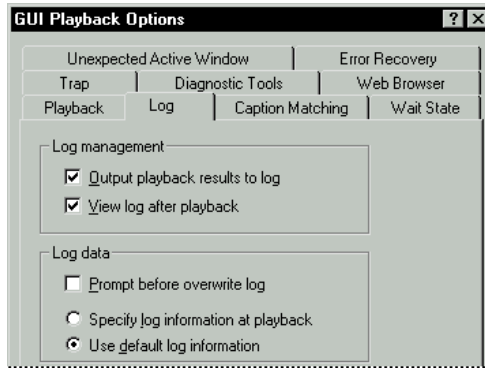 GUI Playback Options
Unexpected Active Window Error Recovery
Trap Diagnostic Tools Web Browser
Playback Log Caption Matching Wait State
Log management
Output playback results to log
View log after playback
Log data
Prompt before overwrite log
Specify log information at playback
Use default log information